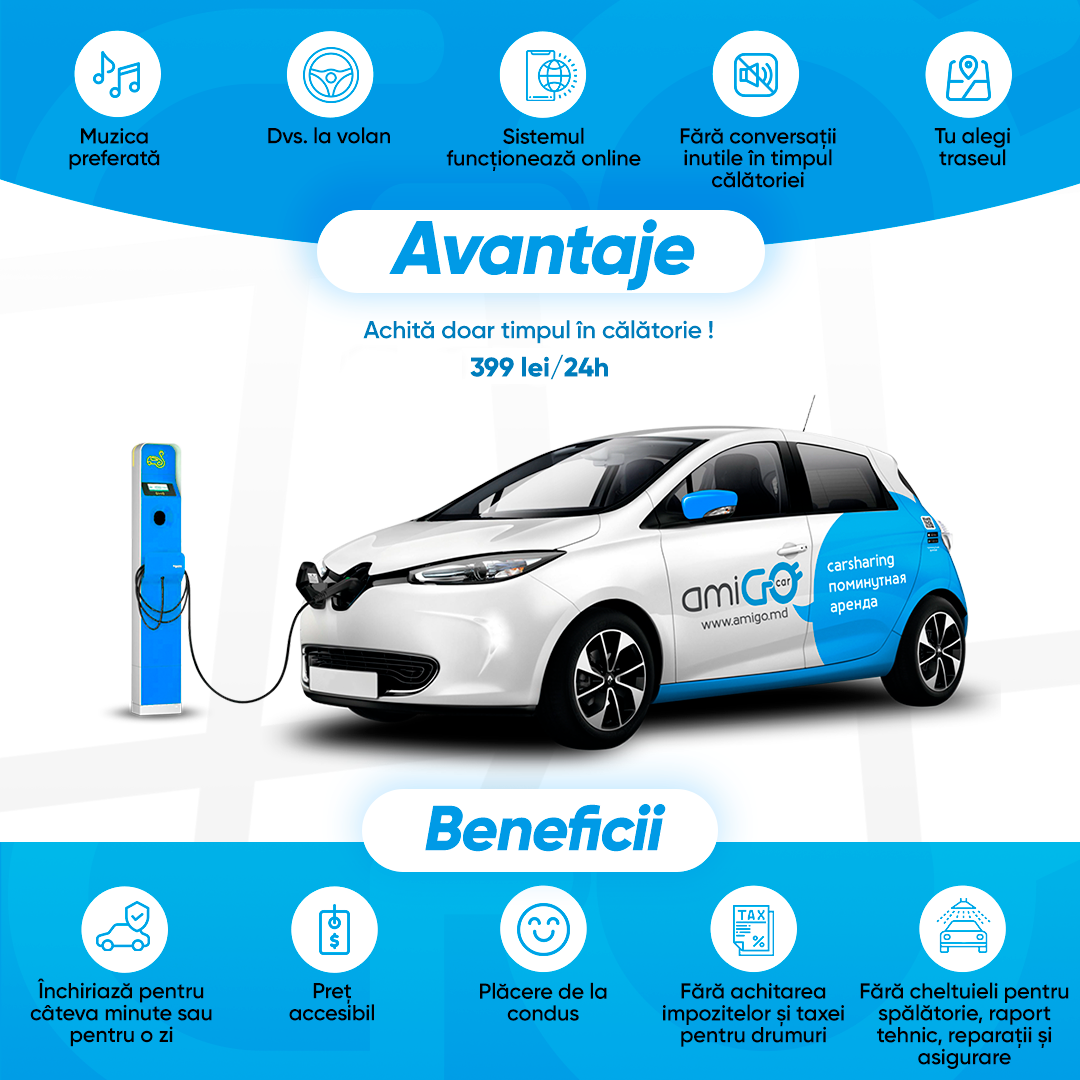 Muzica
preferată
Dvs. la volan
Sistemul
funcționează online
Fără conversații
inutile în timpul
călătoriei
Tu alegi
traseul
Avantaje
Achită doar timpul în călătorie !
399 lei/24h
amiGO
car
www.amigo.md
carsharing
поминутная
аренда
Beneficii
Închiriază pentru
câteva minute sau
pentru o zi
$
Preț
accesibil
Plăcere de la
condus
TAX
%
Fără achitarea
impozitelor și taxei
pentru drumuri
Fără cheltuieli pentru
spălătorie, raport
tehnic, reparații și
asigurare